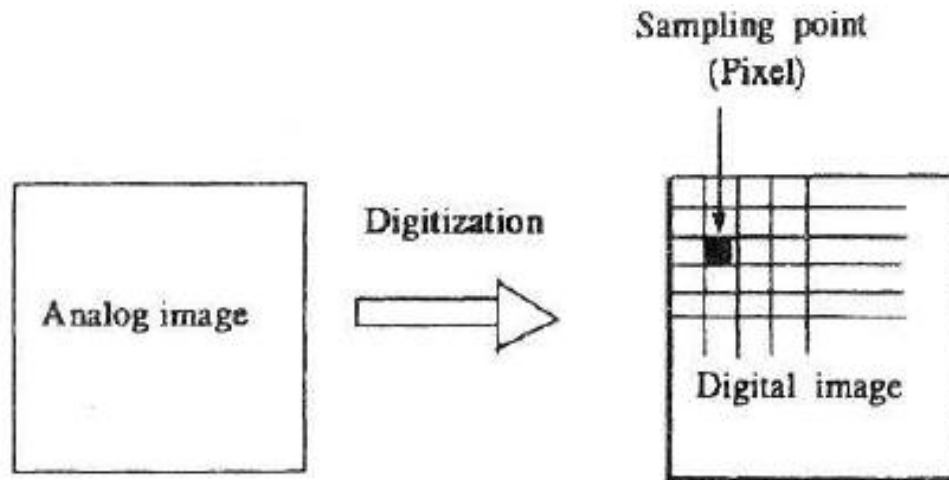 Sampling point
(Pixel)
Digitization
Analog image
Digital image